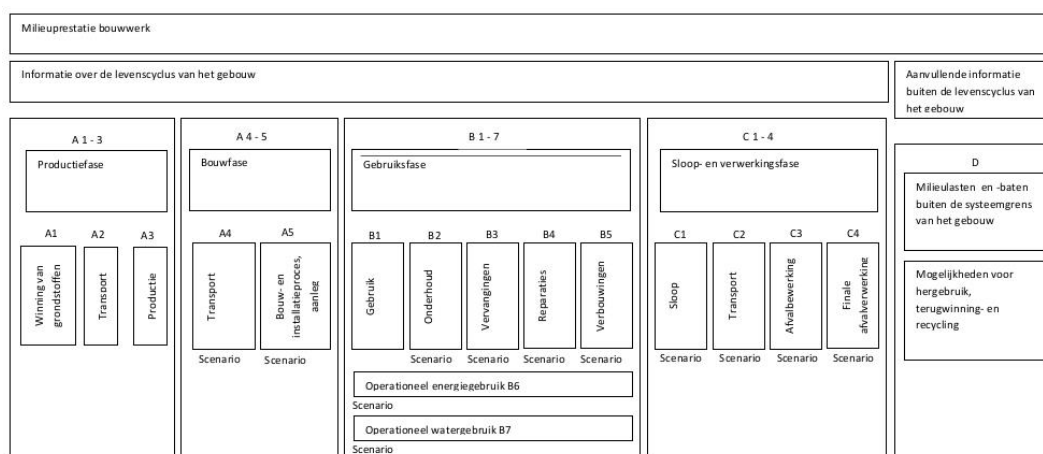 Milieuprestatie bouwwerk
Informatie over de levenscyclus van het gebouw
Aanvullende informatie
buiten de levenscyclus van
het gebouw
A 1 - 3
Productiefase
A1
A2
A3
Winning van
grondstoffen
Transport
Productie
A 4 - 5
Bouwfase
A4
A5
Transport
Bouw- en
installatieproces,
aanleg
Scenario
Scenario
B 1 - 7
Gebruiksfase
B1
B2
B3
B4
B5
Gebruik
Onderhoud
Vervangingen
Reparaties
Verbouwingen
Scenario
Scenario
Scenario
Scenario
Operationeel energiegebruik B6
Scenario
Operationeel watergebruik B7
Scenario
C 1 - 4
Sloop- en verwerkingsfase
C1
C2
C3
C4
Sloop
Transport
Afvalbewerking
Finale
afvalverwerking
Scenario
Scenario
Scenario
Scenario
D
Milieulasten en -baten
buiten de systeemgrens
van het gebouw
Mogelijkheden voor
hergebruik,
terugwinning- en
recycling